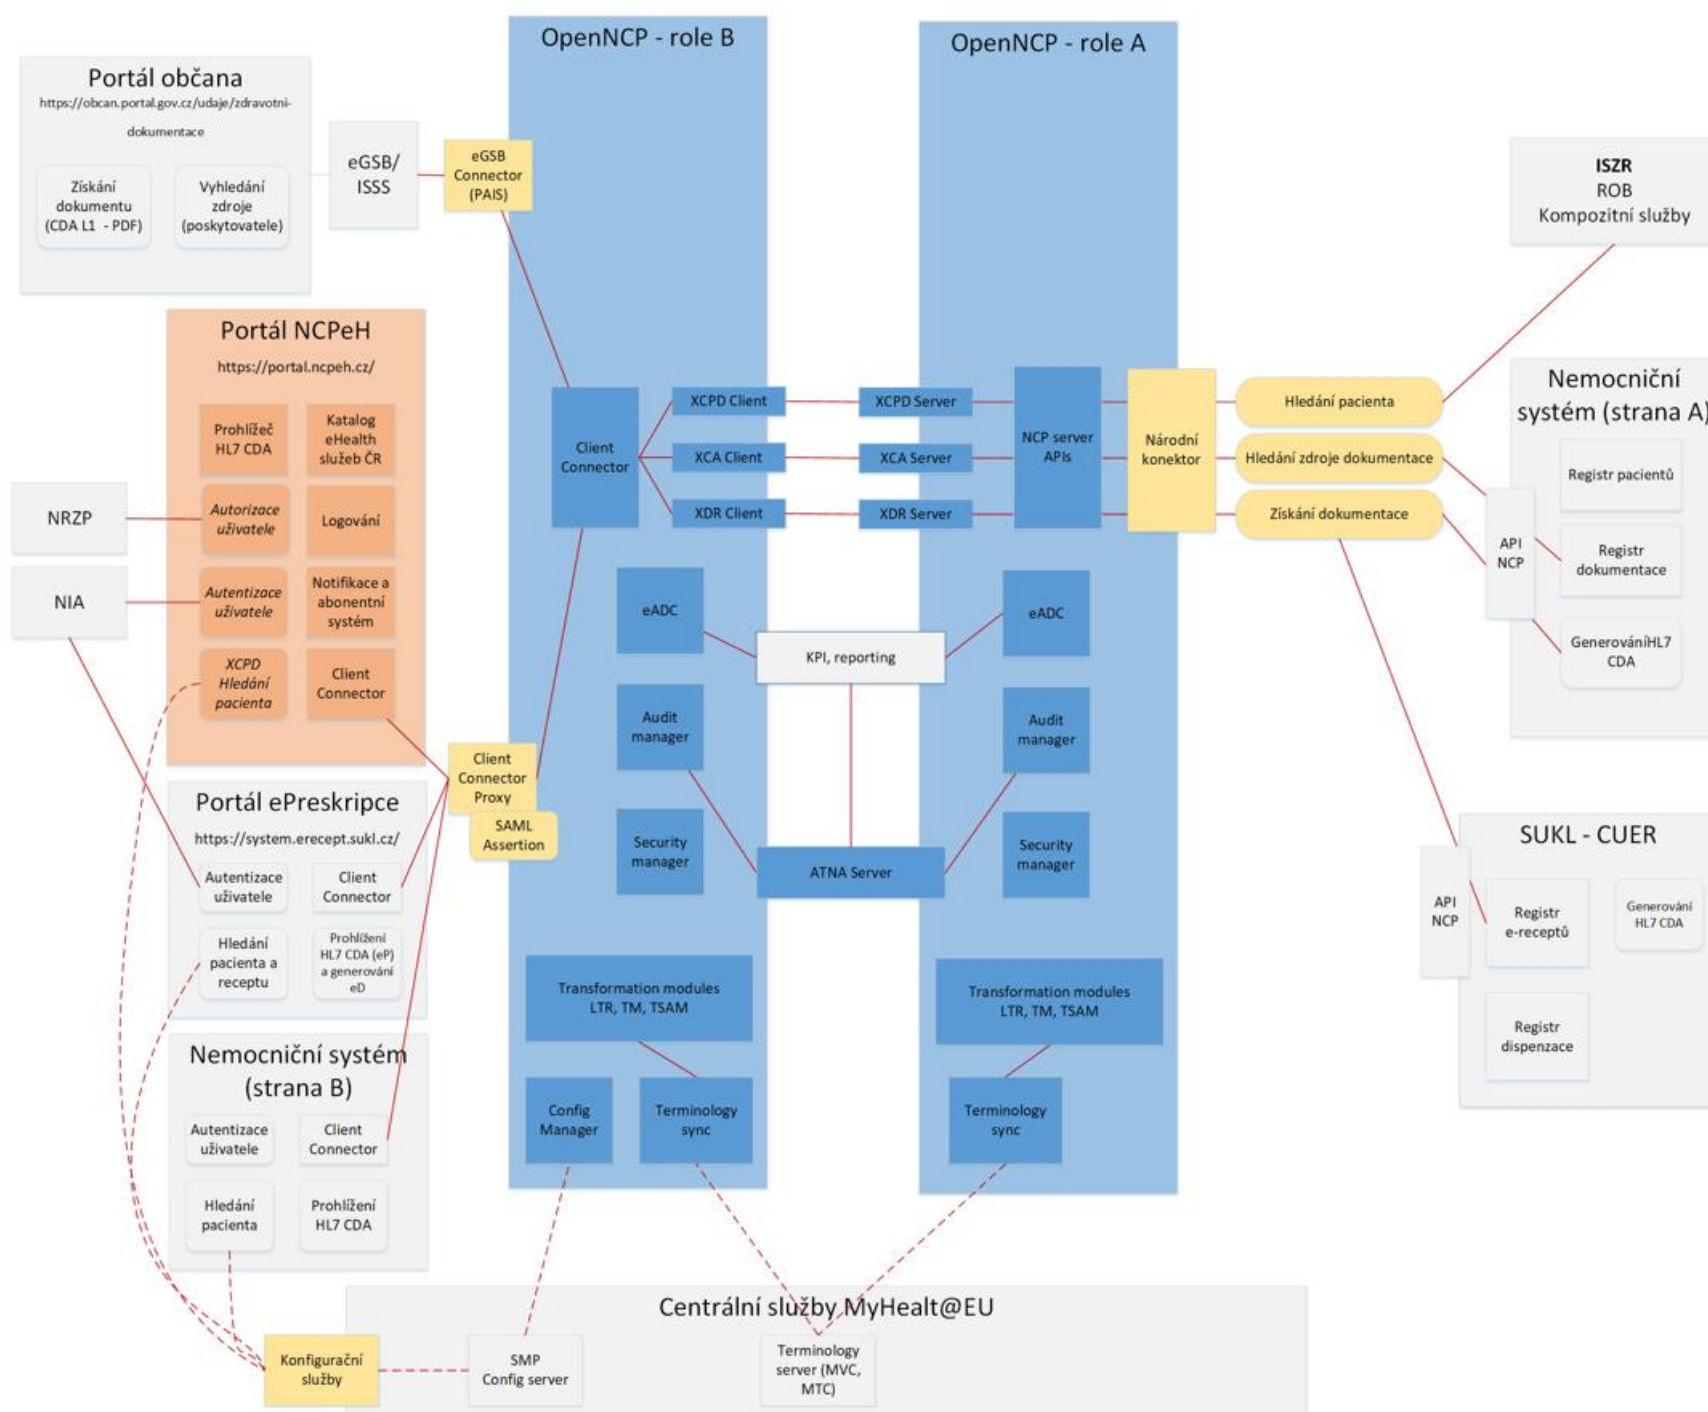 OpenNCP - role B
OpenNCP - role A
Portál občana
https://obcan.portal.gov.cz/udaje/zdravotni-
dokumentace
Získání
dokumentu
(CDA L1 - PDF)
Vyhledání
zdroje
(poskytovatele)
eGSB/
ISSS
eGSB
Connector
(PAIS)
ISZR
ROB
Kompozitní služby
Portál NCPeH
https://portal.ncpeh.cz/
Prohlížeč
HL7 CDA
Katalog
eHealth
služeb ČR
Autorizace
uživatele
Logování
Autentizace
uživatele
Notifikace a
abonentní
systém
XCPD
Hledání
pacienta
Client
Connector
NRZP
NIA
Client
Connector
XCPD Client
XCA Client
XDR Client
XCPD Server
XCA Server
XDR Server
NCP server
APIs
Národní
konektor
Hledání pacienta
Hledání zdroje dokumentace
Získání dokumentace
Nemocniční
systém (strana A)
Registr pacientů
Registr
dokumentace
GenerováníHL7
CDA
API
NCP
eADC
KPI, reporting
eADC
Audit
manager
Audit
manager
Security
manager
ATNA Server
Security
manager
Client
Connector
Proxy
SAML
Assertion
Portál ePreskripce
https://system.erecept.sukl.cz/
Autentizace
uživatele
Client
Connector
Hledání
pacienta a
receptu
Prohlížení
HL7 CDA (eP)
a generování
eD
SUKL - CUER
API
NCP
Registr
e-receptů
Generování
HL7 CDA
Registr
dispenzace
Transformation modules
LTR, TM, TSAM
Transformation modules
LTR, TM, TSAM
Config
Manager
Terminology
sync
Terminology
sync
Nemocniční systém
(strana B)
Autentizace
uživatele
Client
Connector
Hledání
pacienta
Prohlížení
HL7 CDA
Centrální služby MyHealt@EU
Konfigurační
služby
SMP
Config server
Terminology
server (MVC,
MTC)